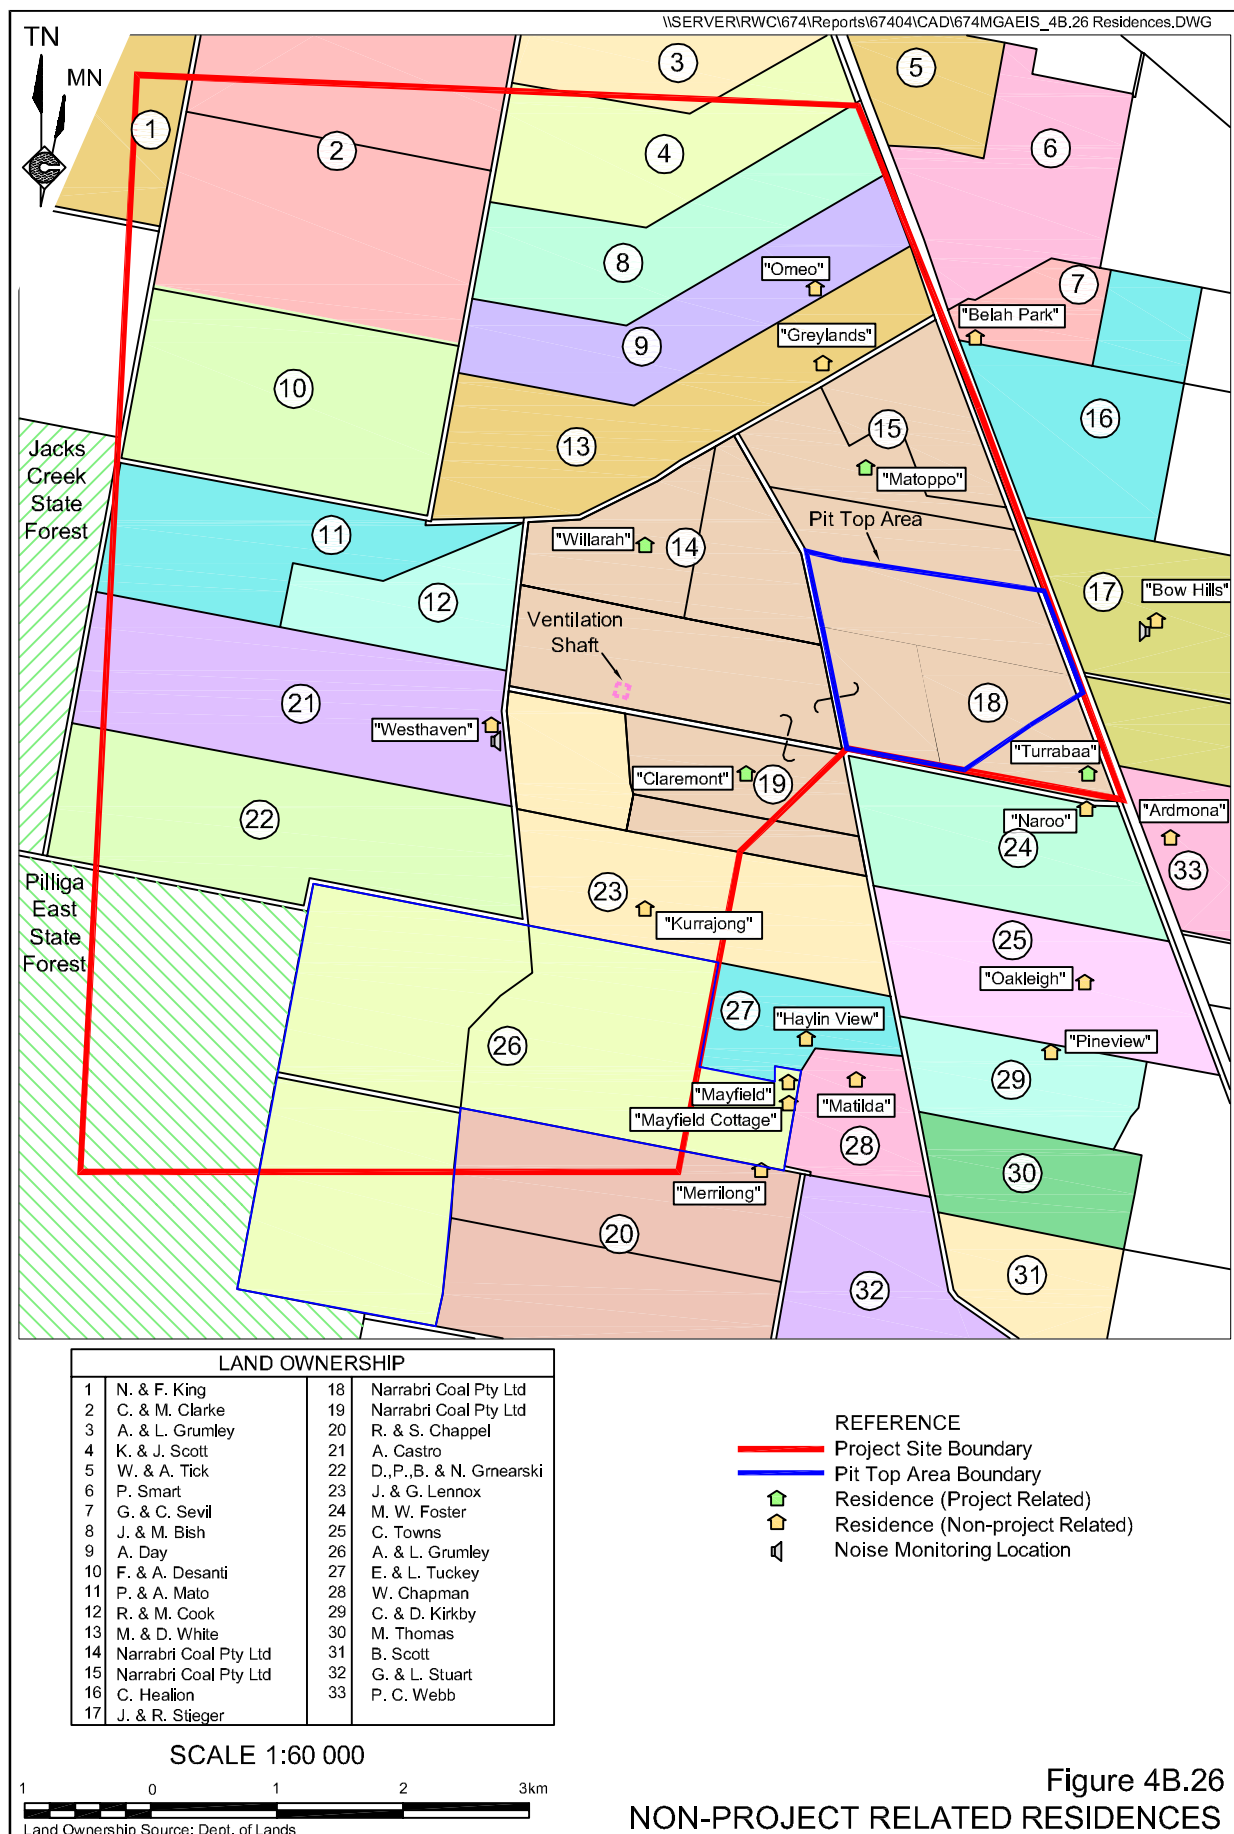 \\SERVER\RWC\674\Reports\67404\CAD\674MGAEIS_4B.26 Residences.DWG
TN
MN
3
5
1
2
4
6
8
"Omeo"
7
"Belah Park"
9
"Greylands"
10
16
15
13
Jacks
Creek
State
Forest
"Matoppo"
Pit Top Area
11
"Willarah"
14
17
"Bow Hills"
12
Ventilation
Shaft
21
18
"Westhaven"
"Turrabaa"
"Claremont"
19
"Naroo"
"Ardmona"
22
24
33
Pilliga
East
State
Forest
23
"Kurrajong"
25
"Oakleigh"
27
"Haylin View"
26
"Pineview"
29
"Mayfield"
"Matilda"
"Mayfield Cottage"
28
30
"Merrilong"
20
31
32
LAND OWNERSHIP
1 N. & F. King 18 Narrabri Coal Pty Ltd
2 C. & M. Clarke 19 Narrabri Coal Pty Ltd
3 A. & L. Grumley 20 R. & S. Chappel
4 K. & J. Scott 21 A. Castro
5 W. & A. Tick 22 D.,P.,B. & N. Grnearski
6 P. Smart 23 J. & G. Lennox
7 G. & C. Sevil 24 M. W. Foster
8 J. & M. Bish 25 C. Towns
9 A. Day 26 A. & L. Grumley
10 F. & A. Desanti 27 E. & L. Tuckey
11 P. & A. Mato 28 W. Chapman
12 R. & M. Cook 29 C. & D. Kirkby
13 M. & D. White 30 M. Thomas
14 Narrabri Coal Pty Ltd 31 B. Scott
15 Narrabri Coal Pty Ltd 32 G. & L. Stuart
16 C. Healion 33 P. C. Webb
17 J. & R. Stieger
REFERENCE
Project Site Boundary
Pit Top Area Boundary
Residence (Project Related)
Residence (Non-project Related)
Noise Monitoring Location
SCALE 1:60 000
1 0 1 2 3km
Land Ownership Source: Dept. of Lands
Figure 4B.26
NON-PROJECT RELATED RESIDENCES